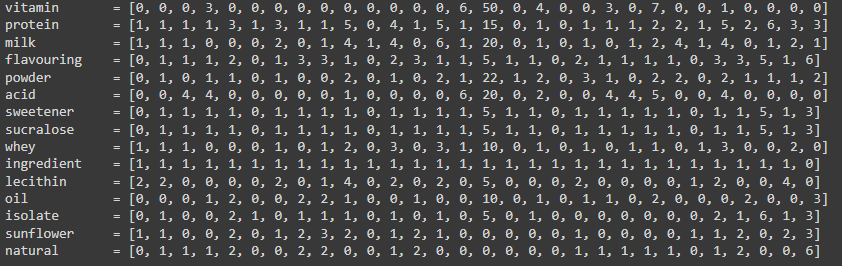 vitamin       = [0, 0, 0, 3, 0, 0, 0, 0, 0, 0, 0, 0, 0, 0, 6, 50, 0, 4, 0, 0, 3, 0, 7, 0, 0, 1, 0, 0, 0, 0]
protein       = [1, 1, 1, 1, 3, 1, 3, 1, 1, 5, 0, 4, 1, 5, 1, 15, 0, 1, 0, 1, 1, 1, 2, 2, 1, 5, 2, 6, 3, 3]
milk          = [1, 1, 1, 0, 0, 0, 2, 0, 1, 4, 1, 4, 0, 6, 1, 20, 0, 1, 0, 1, 0, 1, 2, 4, 1, 4, 0, 1, 2, 1]
flavouring    = [0, 1, 1, 1, 2, 0, 1, 3, 3, 1, 0, 2, 3, 1, 1, 5, 1, 1, 0, 2, 1, 1, 1, 1, 0, 3, 3, 5, 1, 6]
powder        = [0, 1, 0, 1, 1, 0, 1, 0, 0, 2, 0, 1, 0, 2, 1, 22, 1, 2, 0, 3, 1, 0, 2, 2, 0, 2, 1, 1, 1, 2]
acid          = [0, 0, 4, 4, 0, 0, 0, 0, 0, 1, 0, 0, 0, 0, 6, 20, 0, 2, 0, 0, 4, 4, 5, 0, 0, 4, 0, 0, 0, 0]
sweetener     = [0, 1, 1, 1, 1, 0, 1, 1, 1, 1, 0, 1, 1, 1, 1, 5, 1, 1, 0, 1, 1, 1, 1, 1, 0, 1, 1, 5, 1, 3]
sucralose     = [0, 1, 1, 1, 1, 0, 1, 1, 1, 1, 0, 1, 1, 1, 1, 5, 1, 1, 0, 1, 1, 1, 1, 1, 0, 1, 1, 5, 1, 3]
whey          = [1, 1, 1, 0, 0, 0, 1, 0, 1, 2, 0, 3, 0, 3, 1, 10, 0, 1, 0, 1, 0, 1, 1, 0, 1, 3, 0, 0, 2, 0]
ingredient    = [1, 1, 1, 1, 1, 1, 1, 1, 1, 1, 1, 1, 1, 1, 1, 1, 1, 1, 1, 1, 1, 1, 1, 1, 1, 1, 1, 1, 1, 0]
lecithin      = [2, 2, 0, 0, 0, 0, 2, 0, 1, 4, 0, 2, 0, 2, 0, 5, 0, 0, 0, 2, 0, 0, 0, 0, 1, 2, 0, 0, 4, 0]
oil           = [0, 0, 0, 1, 2, 0, 0, 2, 2, 1, 0, 0, 1, 0, 0, 10, 0, 1, 0, 1, 1, 0, 2, 0, 0, 0, 2, 0, 0, 3]
isolate       = [0, 1, 0, 0, 2, 1, 0, 1, 1, 1, 0, 1, 0, 1, 0, 5, 0, 1, 0, 0, 0, 0, 0, 0, 0, 2, 1, 6, 1, 3]
sunflower     = [1, 1, 0, 0, 2, 0, 1, 2, 3, 2, 0, 1, 2, 1, 0, 0, 0, 0, 0, 1, 0, 0, 0, 0, 1, 1, 2, 0, 2, 3]
natural       = [0, 1, 1, 1, 2, 0, 0, 2, 2, 0, 0, 1, 2, 0, 0, 0, 0, 0, 0, 1, 1, 1, 1, 1, 0, 1, 2, 0, 0, 6]